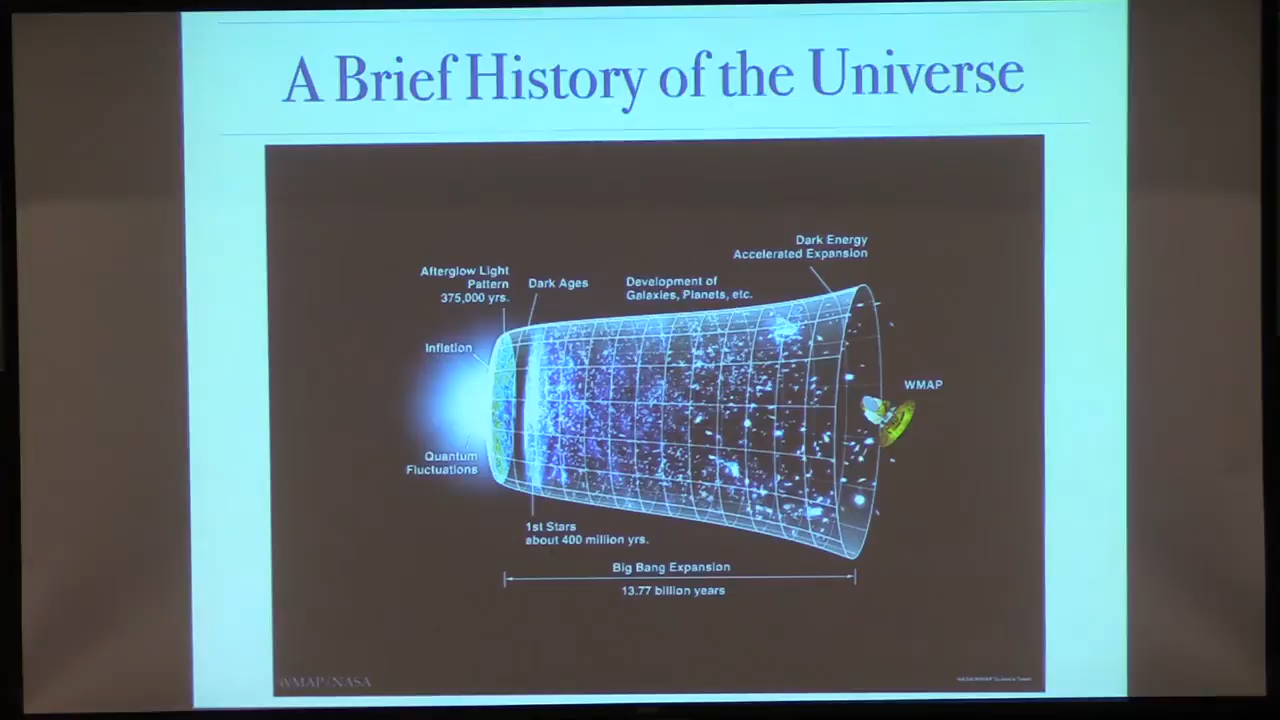 A Brief History of the Universe
Dark Energy
Accelerated Expansion
Afterglow Light
Pattern
375,000 yrs.
Dark Ages
Development of
Galaxies, Planets, etc.
Inflation
WMAP
Quantum
Fluctuations
1st Stars
about 400 million yrs.
Big Bang Expansion
13.77 billion years
WMAP/NASA